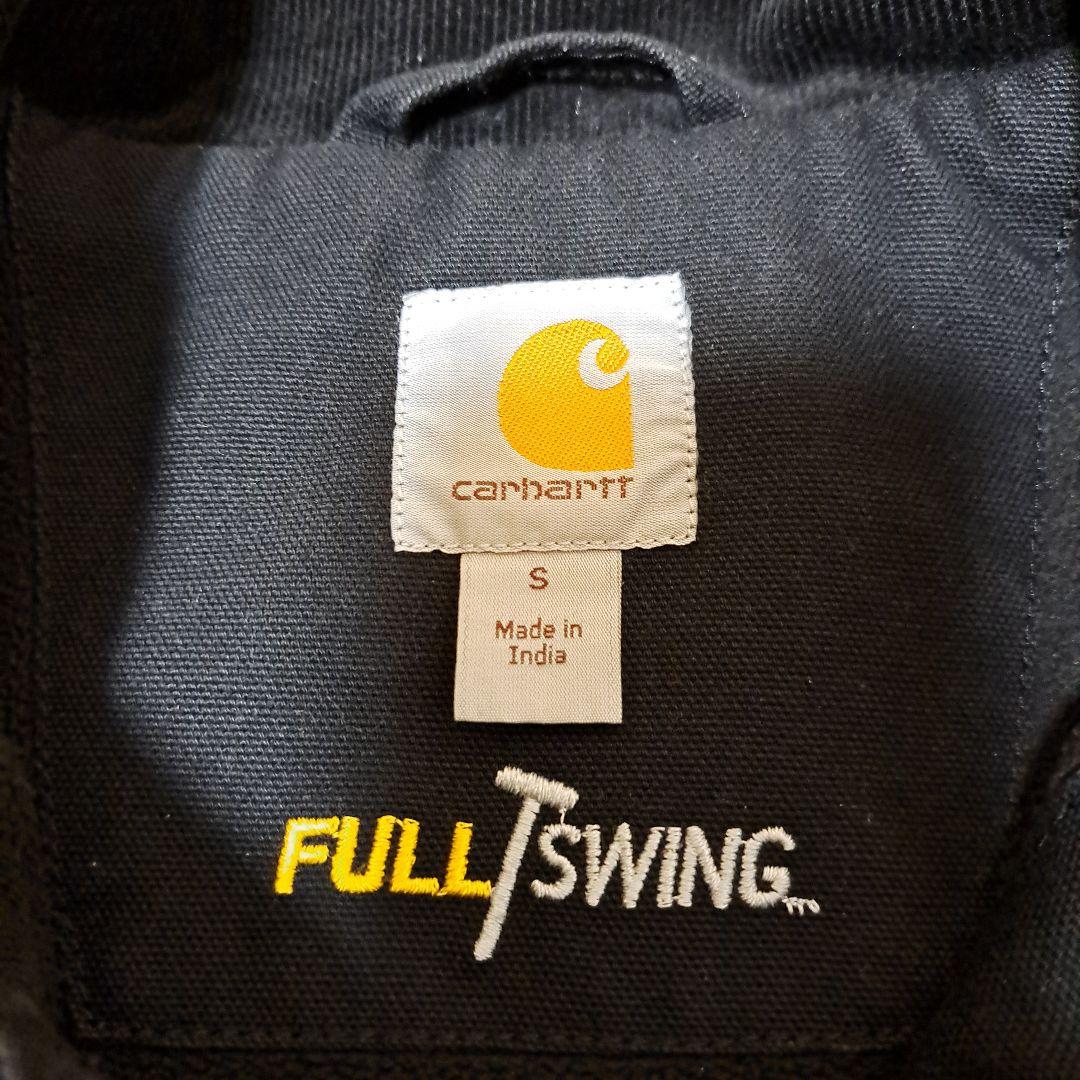 carhartt
S
Made in
India
FULL SWING